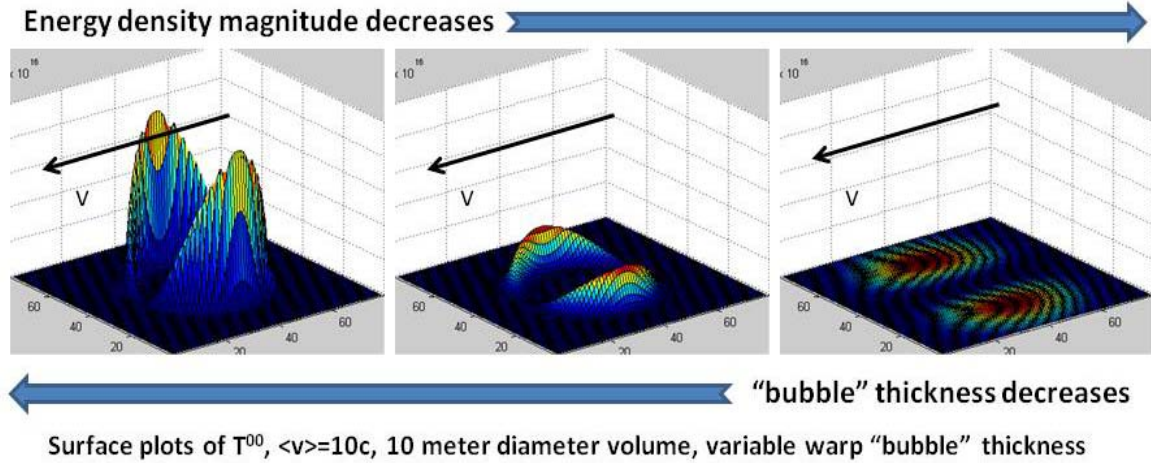 Energy density magnitude decreases
x 10^16
x 10^16
x 10^16
V
V
V
60
40
20
20
40
60
60
40
20
20
40
60
60
40
20
20
40
60
“bubble” thickness decreases
Surface plots of T⁰⁰, <v>=10c, 10 meter diameter volume, variable warp “bubble” thickness